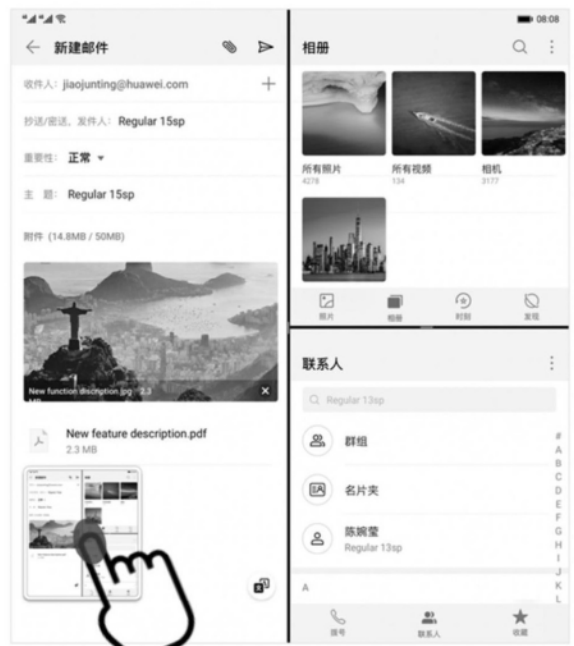 08:08
新建邮件
收件人: jiaojunting@huawei.com
抄送/密送, 发件人: Regular 15sp
重要性: 正常
主 题: Regular 15sp
附件 (14.8MB / 50MB)
New function discription.jpg 2.3
MB
New feature description.pdf
2.3 MB
相册
所有照片
4278
所有视频
134
相机
3177
照片
相册
时刻
发现
联系人
Regular 13sp
群组
名片夹
陈婉莹
Regular 13sp
A
#
A
B
C
D
E
F
G
H
I
J
K
L
拨号
联系人
收藏